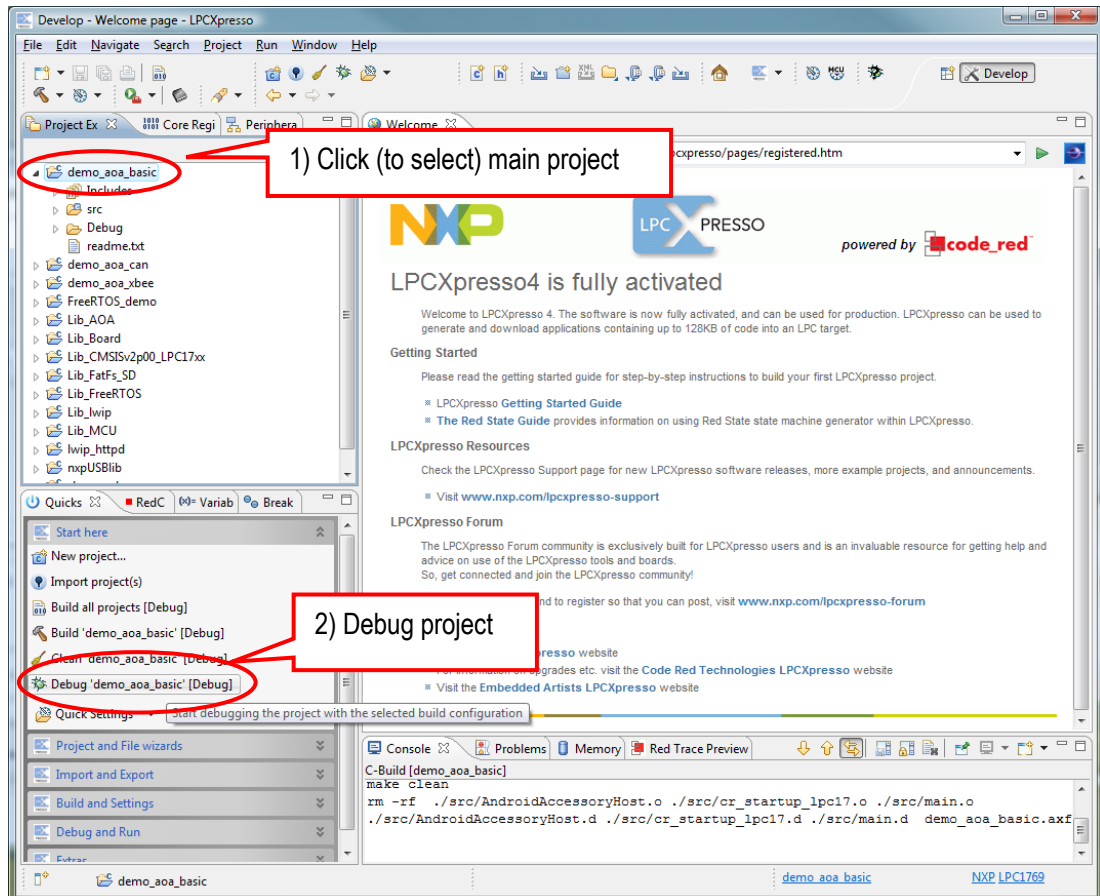 Develop - Welcome page - LPCXpresso
File Edit Navigate Search Project Run Window Help
Develop
Project Ex Core Regi Periphera
Welcome
1) Click (to select) main project
pcxpresso/pages/registered.htm
demo_aoa_basic
Includes
src
Debug
readme.txt
demo_aoa_can
demo_aoa_xbee
FreeRTOS_demo
Lib_AOA
Lib_Board
Lib_CMSISv2p00_LPC17xx
Lib_FatFs_SD
Lib_FreeRTOS
Lib_lwip
Lib_MCU
lwip_httpd
nxpUSBlib
NXP
LPC XPRESSO
powered by code_red
LPCXpresso4 is fully activated
Welcome to LPCXpresso 4. The software is now fully activated, and can be used for production. LPCXpresso can be used to
generate and download applications containing up to 128KB of code into an LPC target.
Getting Started
Please read the getting started guide for step-by-step instructions to build your first LPCXpresso project.
LPCXpresso Getting Started Guide
The Red State Guide provides information on using Red State state machine generator within LPCXpresso.
LPCXpresso Resources
Check the LPCXpresso Support page for new LPCXpresso software releases, more example projects, and announcements.
Visit www.nxp.com/lpcxpresso-support
LPCXpresso Forum
The LPCXpresso Forum community is exclusively built for LPCXpresso users and is an invaluable resource for getting help and
advice on use of the LPCXpresso tools and boards.
So, get connected and join the LPCXpresso community!
nd to register so that you can post, visit www.nxp.com/lpcxpresso-forum
resso website
upgrades etc. visit the Code Red Technologies LPCXpresso website
Visit the Embedded Artists LPCXpresso website
Quicks RedC (x)= Variab Break
Start here
New project...
Import project(s)
Build all projects [Debug]
Build 'demo_aoa_basic' [Debug]
Clean 'demo_aoa_basic' [Debug]
Debug 'demo_aoa_basic' [Debug]
2) Debug project
Quick Settings
Start debugging the project with the selected build configuration
Project and File wizards
Import and Export
Build and Settings
Debug and Run
Extras
Console Problems Memory Red Trace Preview
C-Build [demo_aoa_basic]
make clean
rm -rf ./src/AndroidAccessoryHost.o ./src/cr_startup_lpc17.o ./src/main.o
./src/AndroidAccessoryHost.d ./src/cr_startup_lpc17.d ./src/main.d demo_aoa_basic.axf
demo_aoa_basic
demo aoa basic
NXP LPC1769